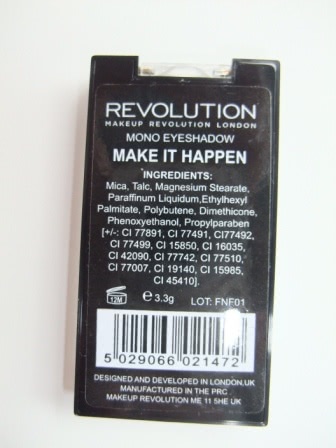 REVOLUTION
MAKEUP REVOLUTION LONDON
MONO EYESHADOW
MAKE IT HAPPEN
INGREDIENTS:
Mica, Talc, Magnesium Stearate,
Paraffinum Liquidum,Ethylhexyl
Palmitate, Polybutene, Dimethicone,
Phenoxyethanol, Propylparaben
[+/-: CI 77891, CI 77491, CI77492,
CI 77499, CI 15850, CI 16035,
CI 42090, CI 77742, CI 77510,
CI 77007, CI 19140, CI 15985,
CI 45410].
12M ℮ 3.3g LOT: FNF01
5 029066 021472
DESIGNED AND DEVELOPED IN LONDON.UK
MANUFACTURED IN THE PRC
MAKEUP REVOLUTION ME 11 5HE UK